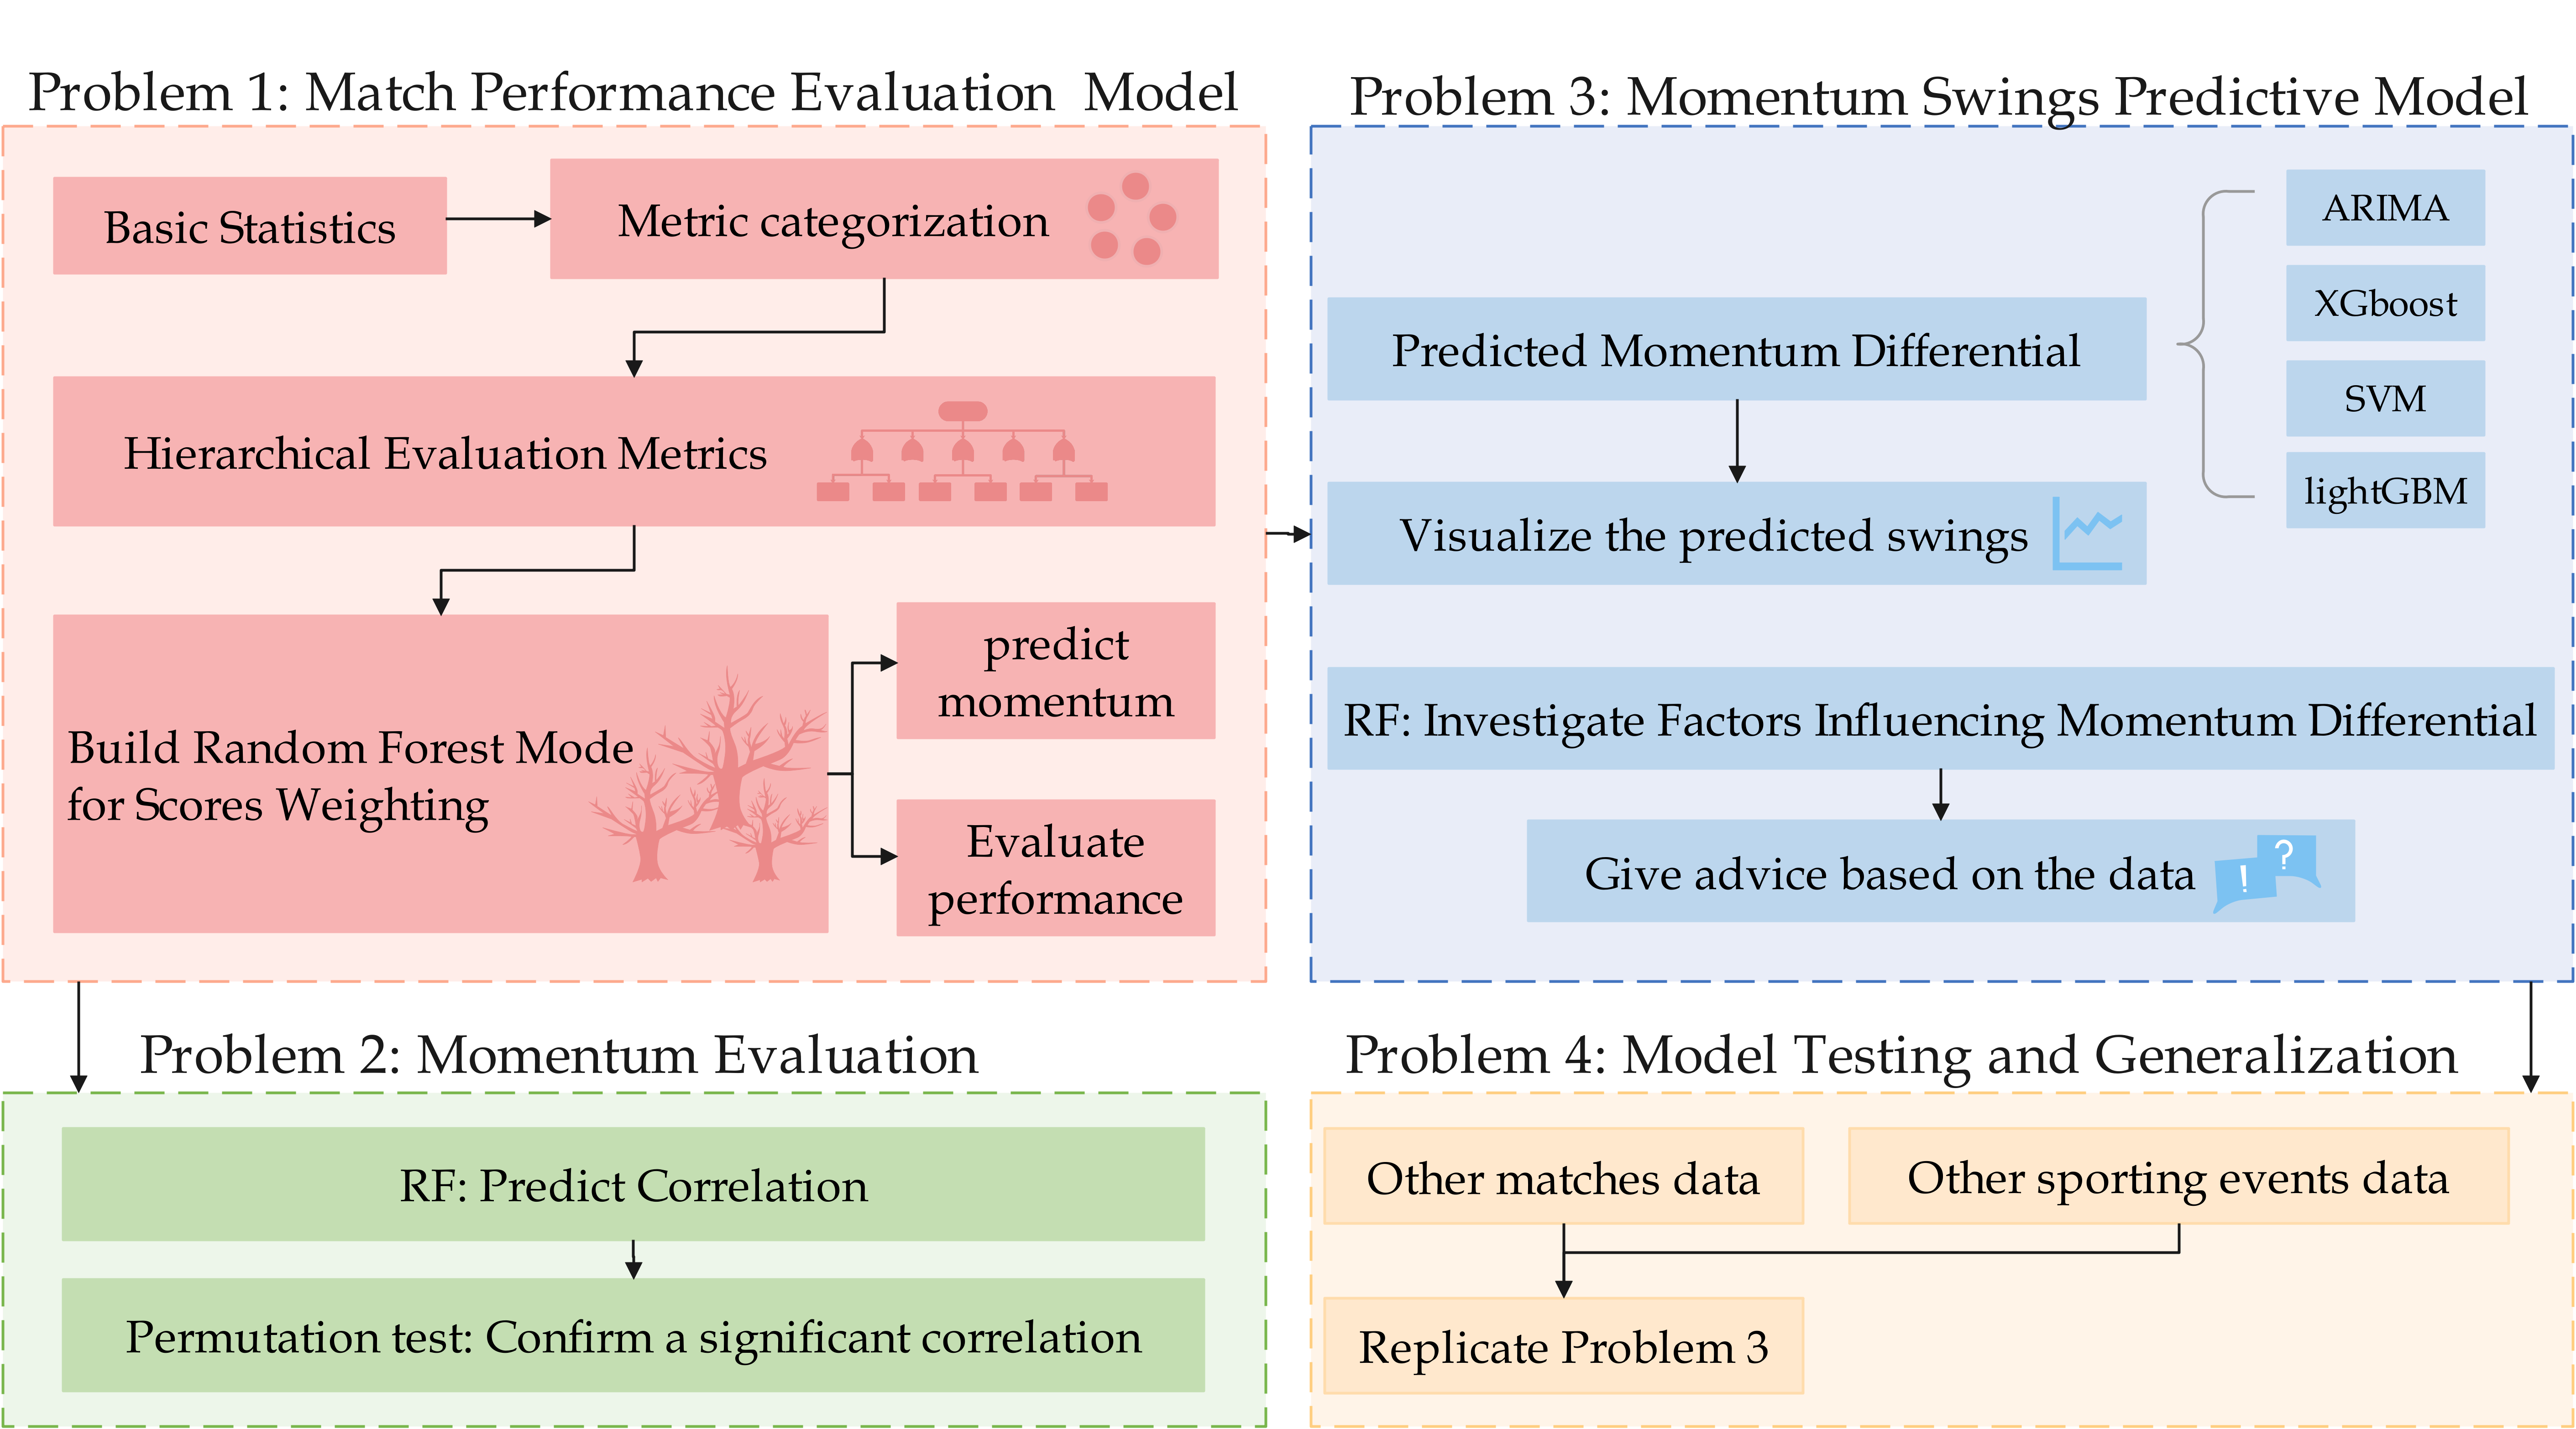 Problem 1: Match Performance Evaluation Model
Basic Statistics
Metric categorization
Hierarchical Evaluation Metrics
Build Random Forest Mode
for Scores Weighting
predict
momentum
Evaluate
performance
Problem 3: Momentum Swings Predictive Model
Predicted Momentum Differential
ARIMA
XGboost
SVM
lightGBM
Visualize the predicted swings
RF: Investigate Factors Influencing Momentum Differential
Give advice based on the data
! ?
Problem 2: Momentum Evaluation
RF: Predict Correlation
Permutation test: Confirm a significant correlation
Problem 4: Model Testing and Generalization
Other matches data
Other sporting events data
Replicate Problem 3